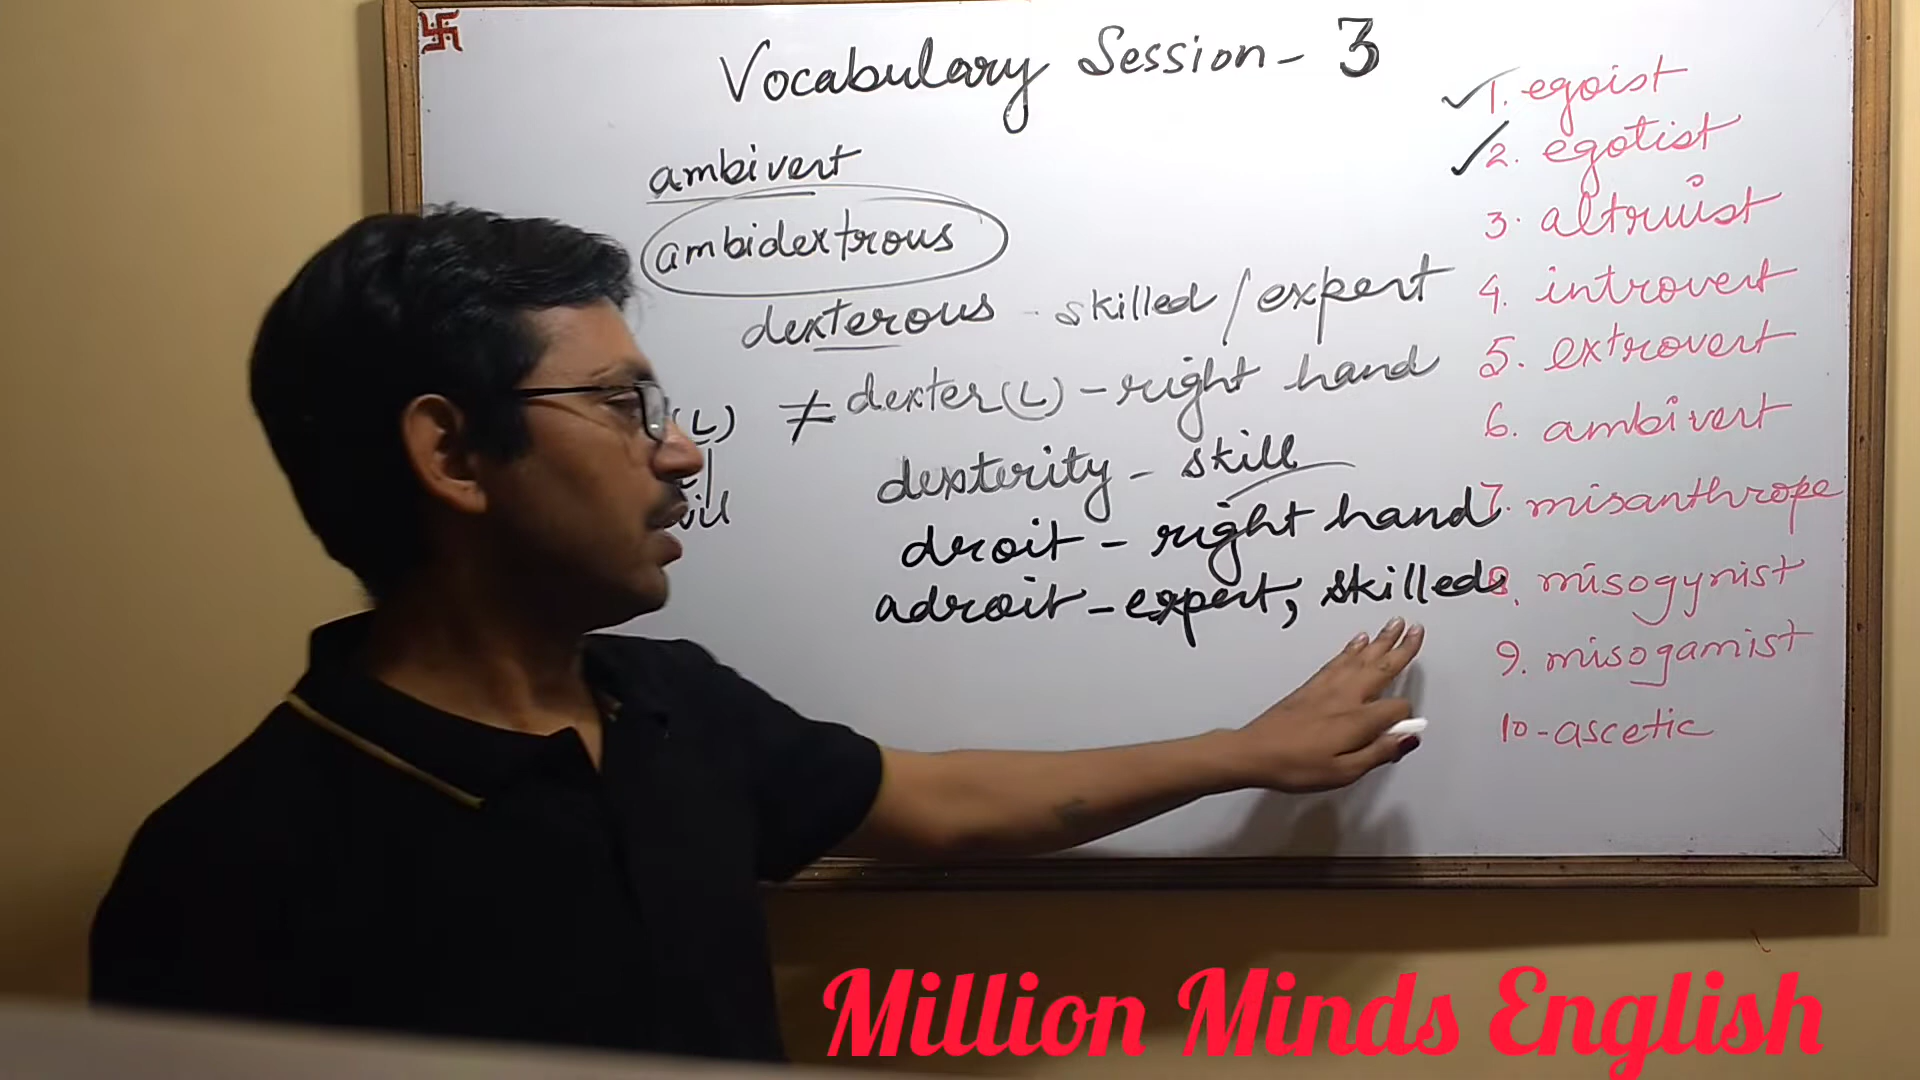 Vocabulary Session - 3
ambivert
ambidextrous
dexterous - skilled / expert
(L) ≠ dexter (L) - right hand
dexterity - skill
droit - right hand
adroit - expert, skilled
1. egoist
2. egotist
3. altruist
4. introvert
5. extrovert
6. ambivert
7. misanthrope
8. misogynist
9. misogamist
10 - ascetic
Million Minds English